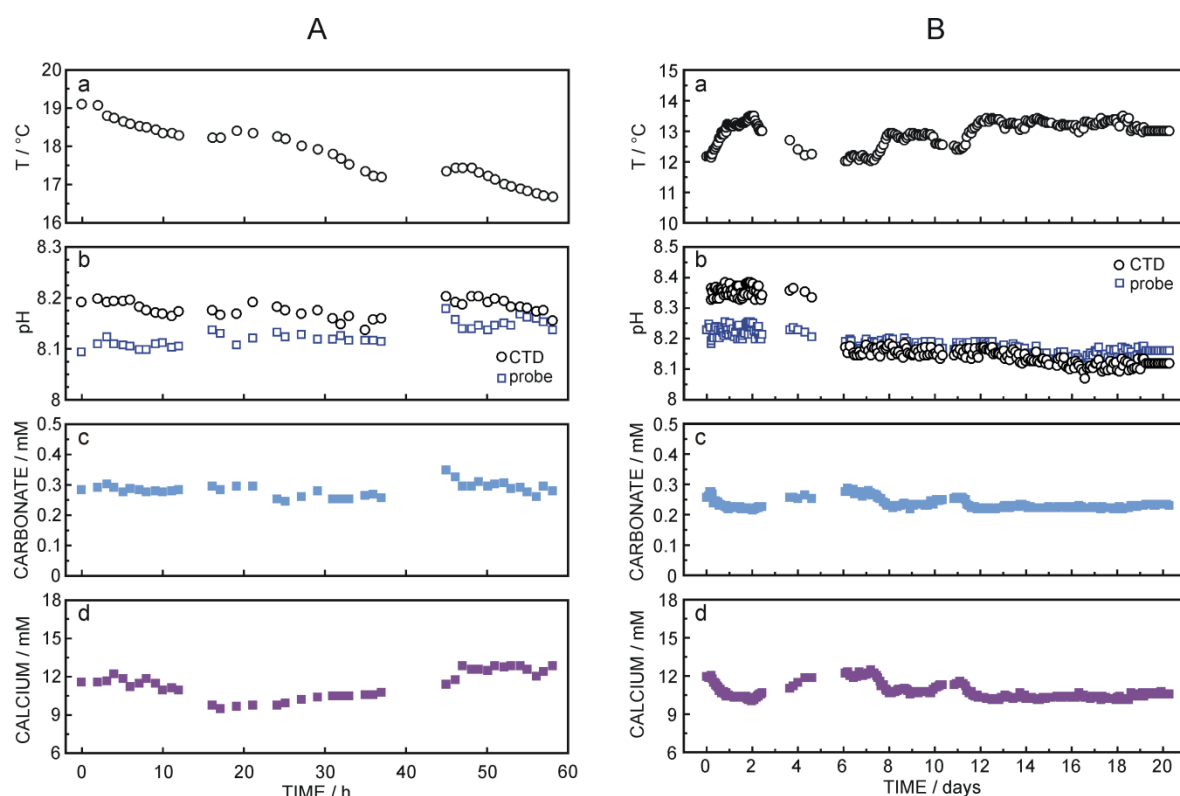 A
B
a
T / °C
20
19
18
17
16
b
pH
8.3
8.2
8.1
8
CTD
probe
c
CARBONATE / mM
0.5
0.4
0.3
0.2
0.1
0
d
CALCIUM / mM
18
15
12
9
6
0 10 20 30 40 50 60
TIME / h
a
T / °C
15
14
13
12
11
10
b
pH
8.5
8.4
8.3
8.2
8.1
8
CTD
probe
c
CARBONATE / mM
0.5
0.4
0.3
0.2
0.1
0
d
CALCIUM / mM
18
15
12
9
6
0 2 4 6 8 10 12 14 16 18 20
TIME / days